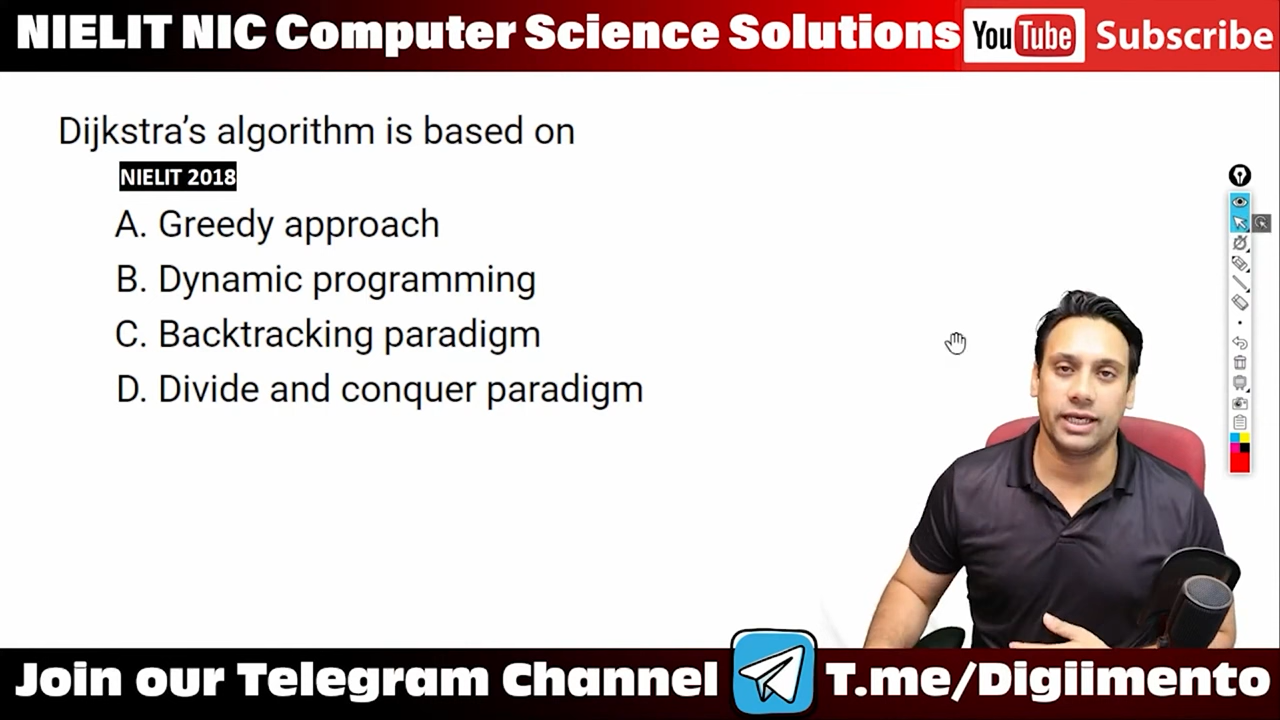 NIELIT NIC Computer Science Solutions YouTube Subscribe
Dijkstra’s algorithm is based on
NIELIT 2018
A. Greedy approach
B. Dynamic programming
C. Backtracking paradigm
D. Divide and conquer paradigm
Join our Telegram Channel T.me/Digiimento